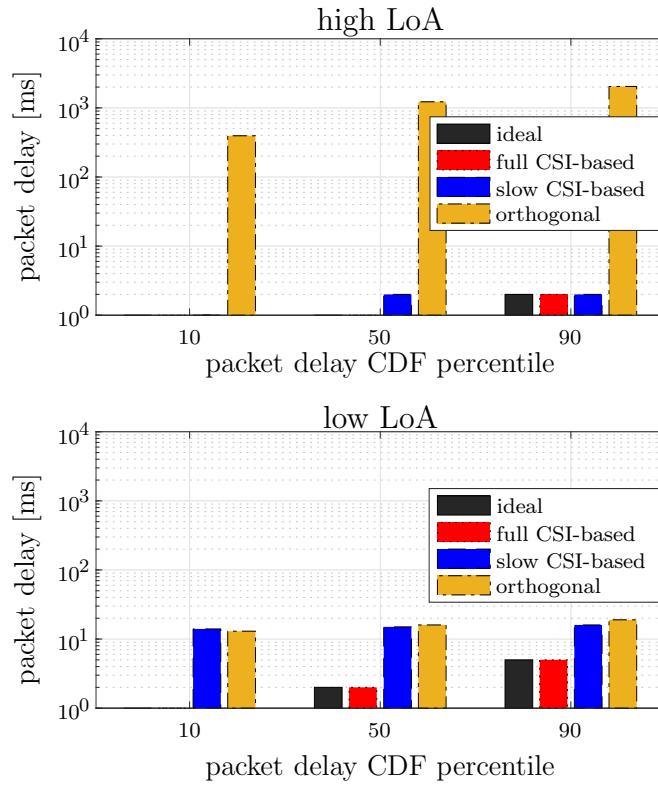 high LoA
packet delay [ms]
10^4
10^3
10^2
10^1
10^0
ideal
full CSI-based
slow CSI-based
orthogonal
10
50
90
packet delay CDF percentile
low LoA
packet delay [ms]
10^4
10^3
10^2
10^1
10^0
ideal
full CSI-based
slow CSI-based
orthogonal
10
50
90
packet delay CDF percentile